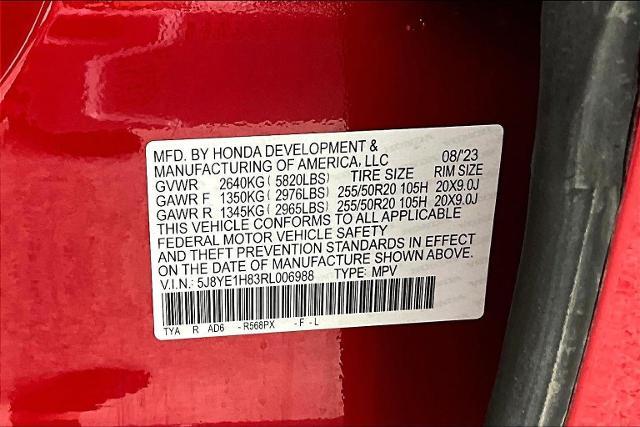 MFD. BY HONDA DEVELOPMENT &
MANUFACTURING OF AMERICA, LLC 08/'23
GVWR 2640KG (5820LBS) TIRE SIZE RIM SIZE
GAWR F 1350KG (2976LBS) 255/50R20 105H 20X9.0J
GAWR R 1345KG (2965LBS) 255/50R20 105H 20X9.0J
THIS VEHICLE CONFORMS TO ALL APPLICABLE
FEDERAL MOTOR VEHICLE SAFETY
AND THEFT PREVENTION STANDARDS IN EFFECT
ON THE DATE OF MANUFACTURE SHOWN ABOVE.
V.I.N.: 5J8YE1H83RL006988 TYPE: MPV
TYA R AD6 - R568PX - F - L